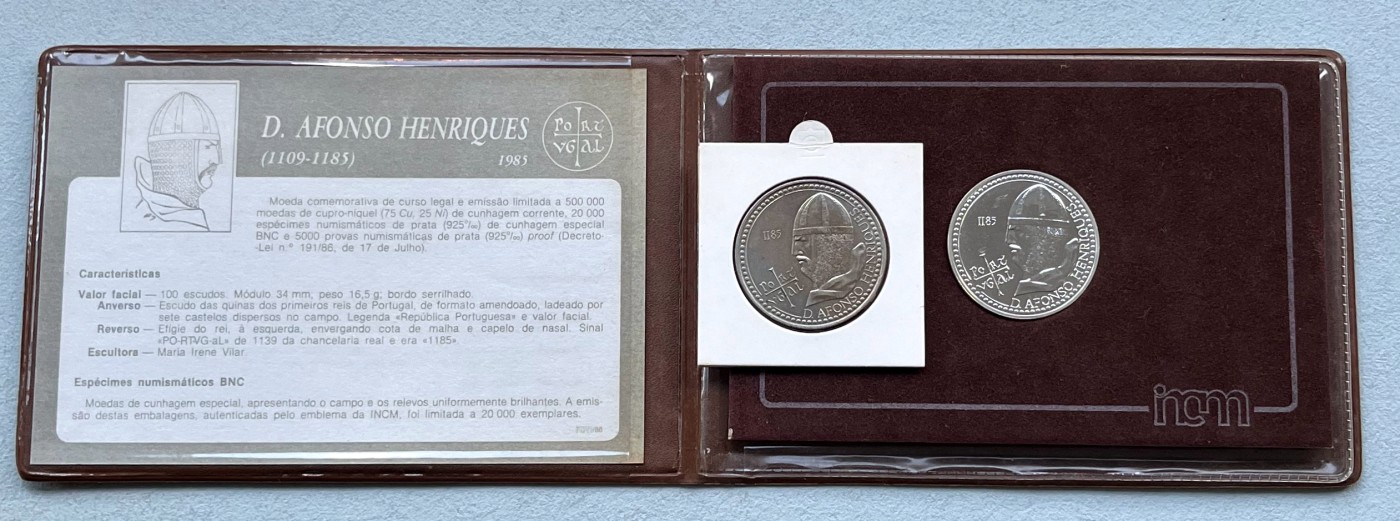 D. AFONSO HENRIQUES
(1109-1185) 1985
PO RT
VG AL
Moeda comemorativa de curso legal e emissão limitada a 500 000
moedas de cupro-níquel (75 Cu, 25 Ni) de cunhagem corrente, 20 000
espécimes numismáticos de prata (925‰) de cunhagem especial
BNC e 5000 provas numismáticas de prata (925‰) proof (Decreto-
-Lei n.º 191/86, de 17 de Julho).
Características
Valor facial — 100 escudos. Módulo 34 mm, peso 16,5 g; bordo serrilhado.
Anverso — Escudo das quinas dos primeiros reis de Portugal, de formato amendoado, ladeado por
sete castelos dispersos no campo. Legenda «República Portuguesa» e valor facial.
Reverso — Efígie do rei, à esquerda, envergando cota de malha e capelo de nasal. Sinal
«PO-RT-VG-aL» de 1139 da chancelaria real e era «1185».
Escultora — Maria Irene Vilar.
Espécimes numismáticos BNC
Moedas de cunhagem especial, apresentando o campo e os relevos uniformemente brilhantes. A emis-
são destas embalagens, autenticadas pelo emblema da INCM, foi limitada a 20 000 exemplares.
1185
PO RT
VG AL
D. AFONSO HENRIQUES
1185
PO RT
VG AL
D. AFONSO HENRIQUES
incm